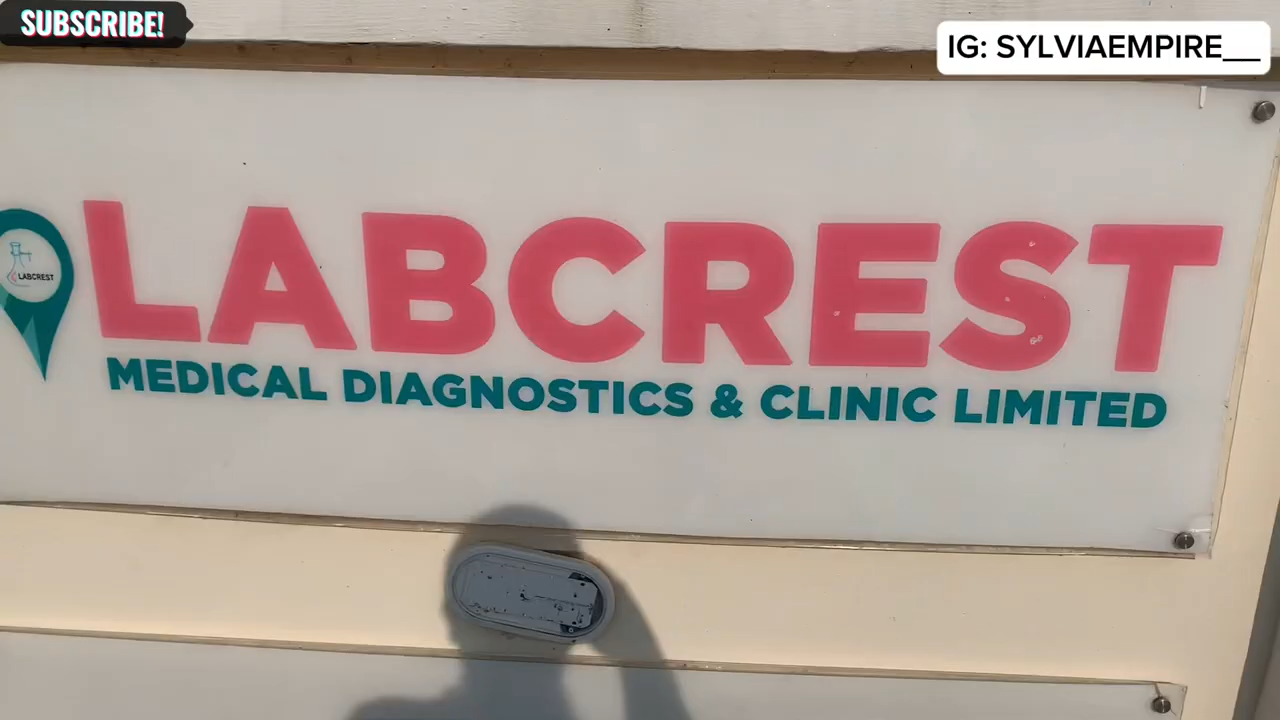 SUBSCRIBE!
IG: SYLVIAEMPIRE__
LABCREST
LABCREST
MEDICAL DIAGNOSTICS & CLINIC LIMITED